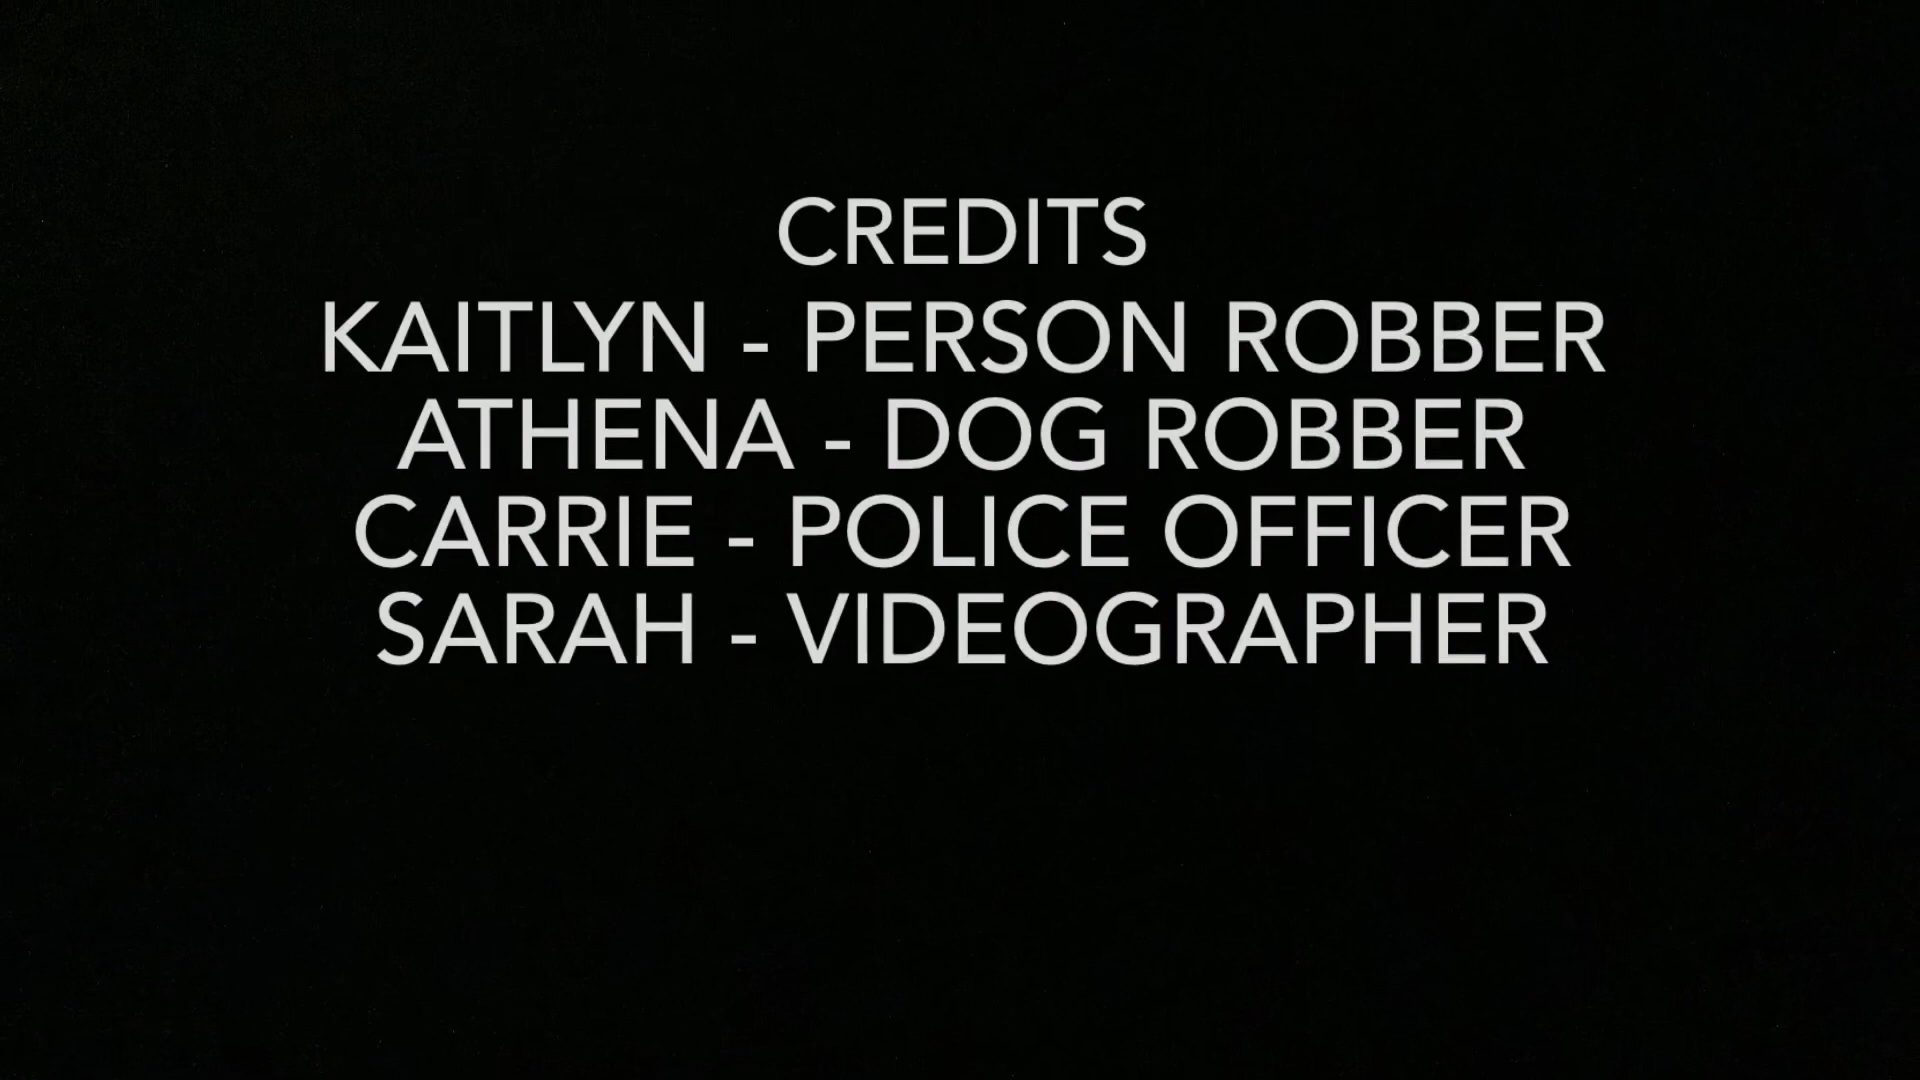 CREDITS
KAITLYN - PERSON ROBBER
ATHENA - DOG ROBBER
CARRIE - POLICE OFFICER
SARAH - VIDEOGRAPHER